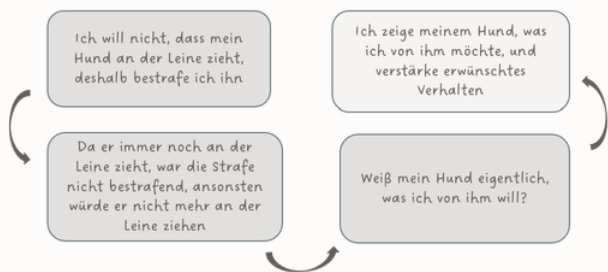 Ich will nicht, dass mein
Hund an der Leine zieht,
deshalb bestrafe ich ihn
Da er immer noch an der
Leine zieht, war die Strafe
nicht bestrafend, ansonsten
würde er nicht mehr an der
Leine ziehen
Weiß mein Hund eigentlich,
was ich von ihm will?
Ich zeige meinem Hund, was
ich von ihm möchte, und
verstärke erwünschtes
Verhalten